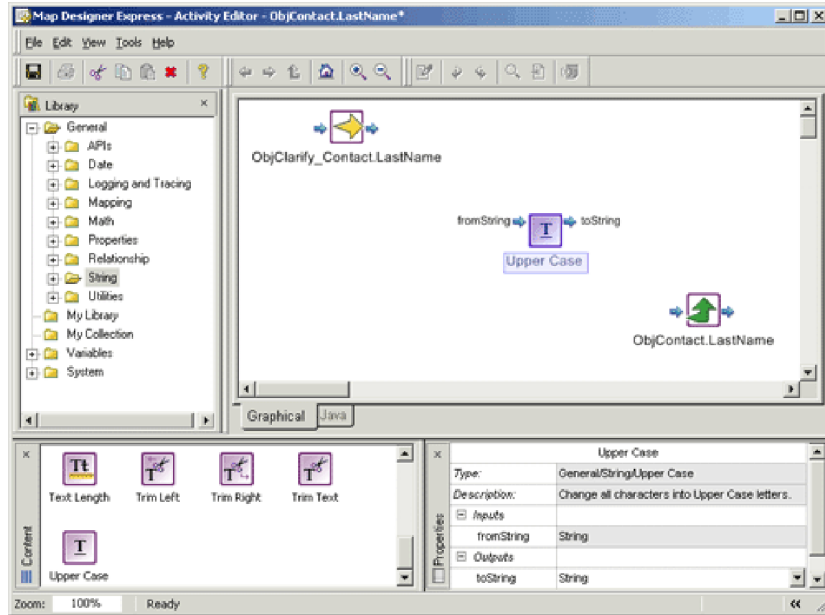 Map Designer Express - Activity Editor - ObjContact.LastName*
File Edit View Tools Help
Library
General
APIs
Date
Logging and Tracing
Mapping
Math
Properties
Relationship
String
Utilities
My Library
My Collection
Variables
System
ObjClarify_Contact.LastName
fromString
T
toString
Upper Case
ObjContact.LastName
Graphical Java
Content
Tt
T
T
T
Text Length Trim Left Trim Right Trim Text
T
Upper Case
Properties
Upper Case
Type: General/String/Upper Case
Description: Change all characters into Upper Case letters.
Inputs
fromString String
Outputs
toString String
Zoom: 100% Ready